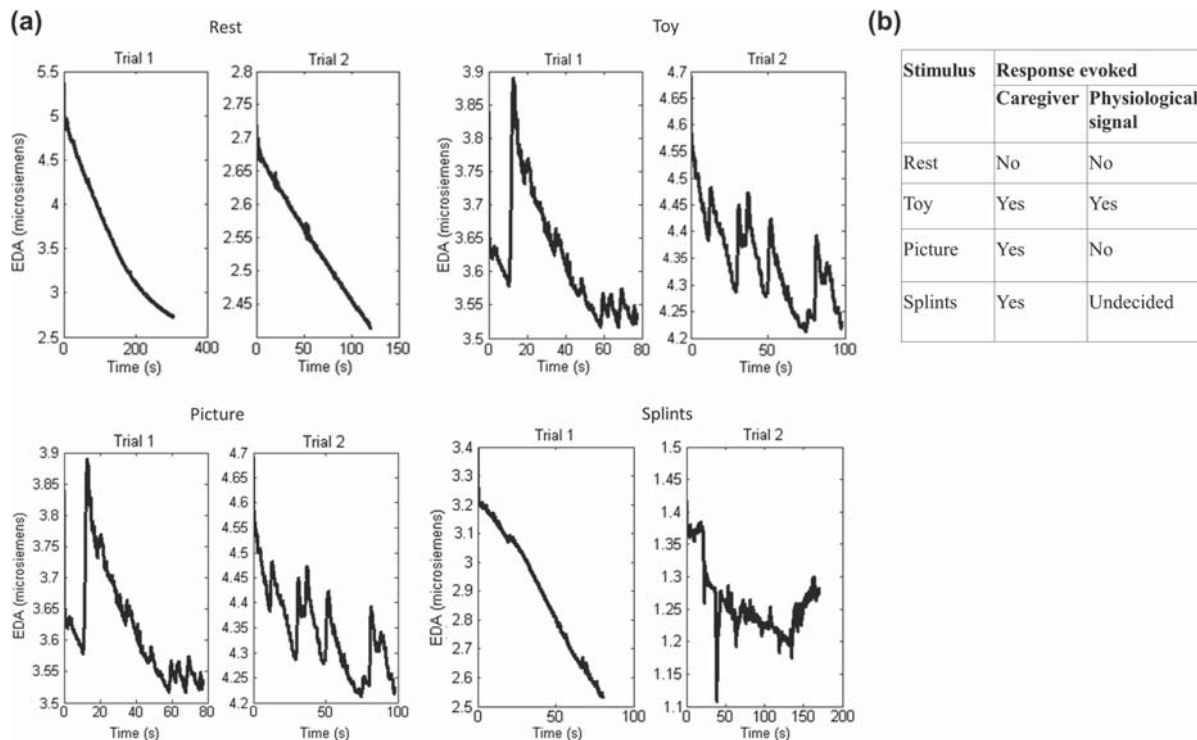 (a)
Rest
Trial 1
5.5
5
4.5
4
3.5
3
2.5
0 200 400
Time (s)
EDA (microsiemens)
Trial 2
2.8
2.75
2.7
2.65
2.6
2.55
2.5
2.45
0 50 100 150
Time (s)
Toy
Trial 1
3.9
3.85
3.8
3.75
3.7
3.65
3.6
3.55
3.5
0 20 40 60 80
Time (s)
EDA (microsiemens)
Trial 2
4.7
4.65
4.6
4.55
4.5
4.45
4.4
4.35
4.3
4.25
4.2
0 50 100
Time (s)
(b)
Stimulus Response evoked
Caregiver Physiological
signal
Rest No No
Toy Yes Yes
Picture Yes No
Splints Yes Undecided
Picture
Trial 1
3.9
3.85
3.8
3.75
3.7
3.65
3.6
3.55
3.5
0 20 40 60 80
Time (s)
EDA (microsiemens)
Trial 2
4.7
4.65
4.6
4.55
4.5
4.45
4.4
4.35
4.3
4.25
4.2
0 50 100
Time (s)
Splints
Trial 1
3.4
3.3
3.2
3.1
3
2.9
2.8
2.7
2.6
2.5
0 50 100
Time (s)
EDA (microsiemens)
Trial 2
1.5
1.45
1.4
1.35
1.3
1.25
1.2
1.15
1.1
0 50 100 150 200
Time (s)